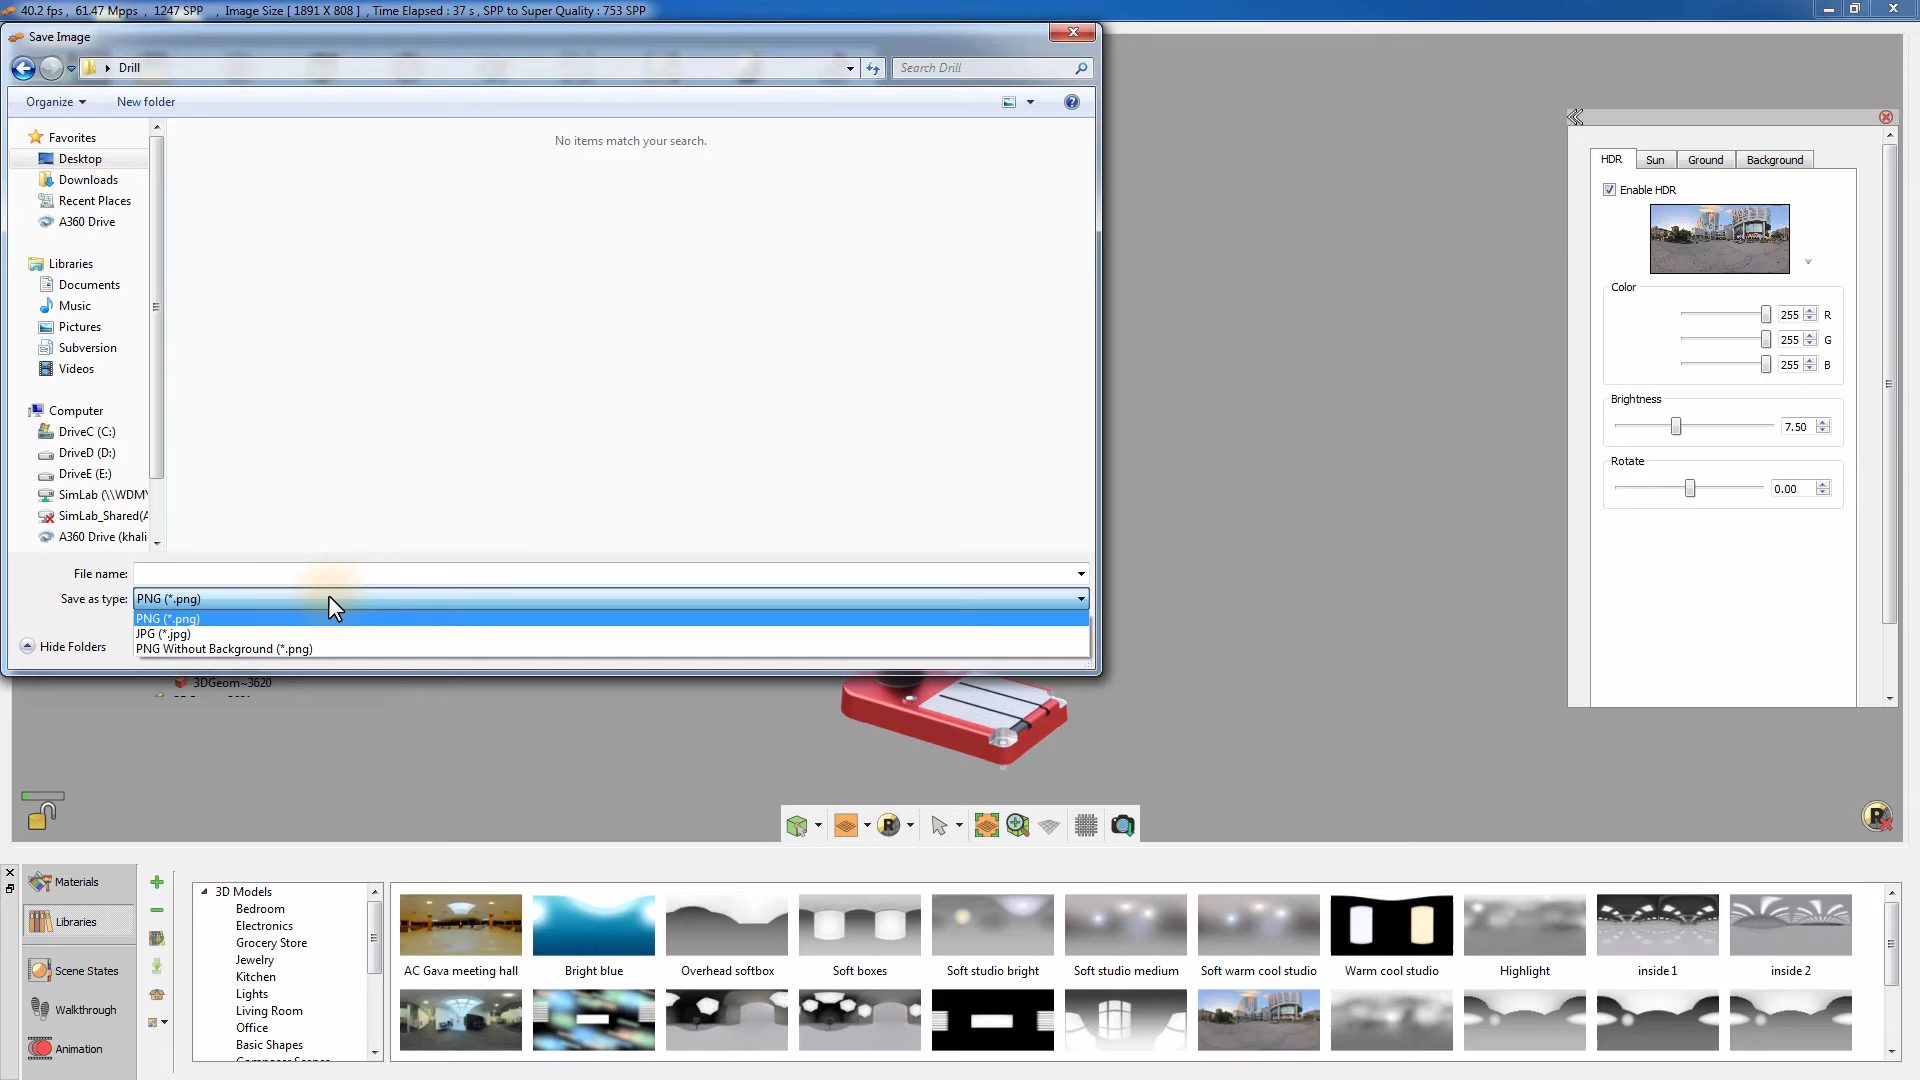 40.2 fps , 61.47 Mpps , 1247 SPP , Image Size [ 1891 X 808 ] , Time Elapsed : 37 s , SPP to Super Quality : 753 SPP
Save Image
Drill
Search Drill
Organize
New folder
No items match your search.
Favorites
Desktop
Downloads
Recent Places
A360 Drive
Libraries
Documents
Music
Pictures
Subversion
Videos
Computer
DriveC (C:)
DriveD (D:)
DriveE (E:)
SimLab (\\WDMY
SimLab_Shared(A
A360 Drive (khali
File name:
Save as type:
PNG (*.png)
PNG (*.png)
JPG (*.jpg)
PNG Without Background (*.png)
Hide Folders
3DGeom~3620
HDR
Sun
Ground
Background
Enable HDR
Color
255 R
255 G
255 B
Brightness
7.50
Rotate
0.00
Materials
Libraries
Scene States
Walkthrough
Animation
3D Models
Bedroom
Electronics
Grocery Store
Jewelry
Kitchen
Lights
Living Room
Office
Basic Shapes
AC Gava meeting hall
Bright blue
Overhead softbox
Soft boxes
Soft studio bright
Soft studio medium
Soft warm cool studio
Warm cool studio
Highlight
inside 1
inside 2